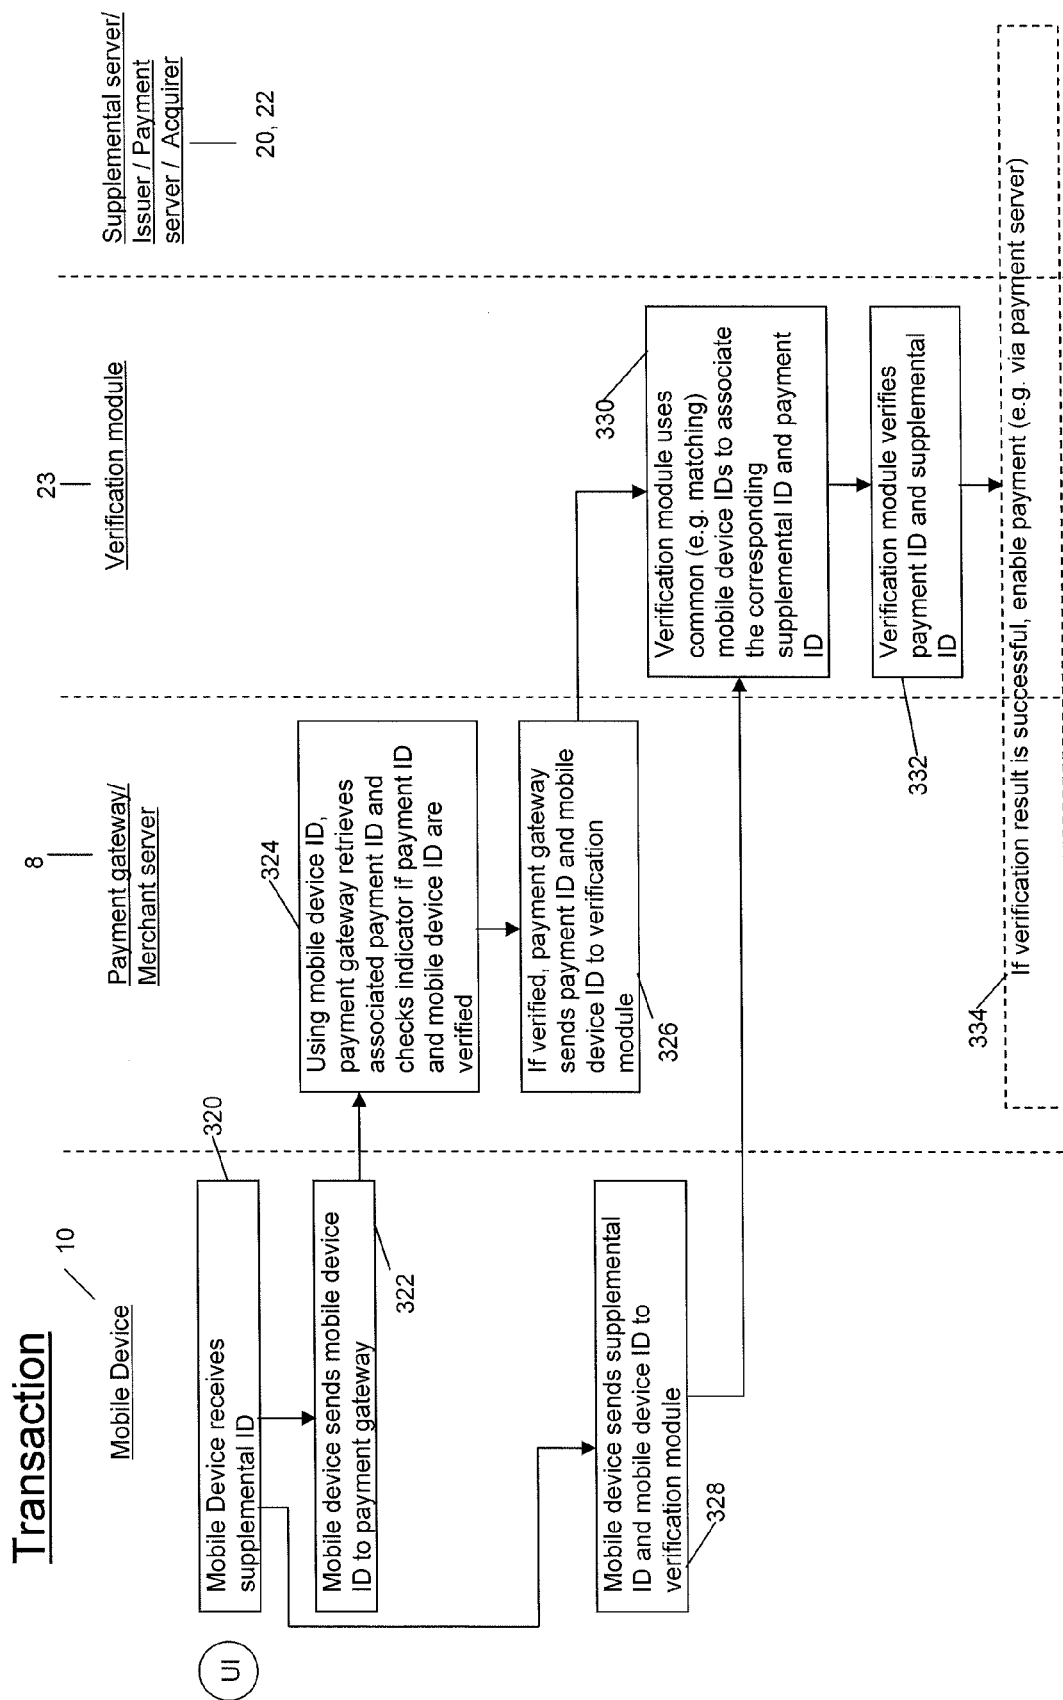 Transaction
Mobile Device
10
8
Payment gateway/
Merchant server
23
Verification module
Supplemental server/
Issuer / Payment
server / Acquirer
20, 22
UI
Mobile Device receives
supplemental ID
320
Mobile device sends mobile device
ID to payment gateway
322
Using mobile device ID,
payment gateway retrieves
associated payment ID and
checks indicator if payment ID
and mobile device ID are
verified
324
If verified, payment gateway
sends payment ID and mobile
device ID to verification
module
326
Mobile device sends supplemental
ID and mobile device ID to
verification module
328
330
Verification module uses
common (e.g. matching)
mobile device IDs to associate
the corresponding
supplemental ID and payment
ID
Verification module verifies
payment ID and supplemental
ID
332
334
If verification result is successful, enable payment (e.g. via payment server)